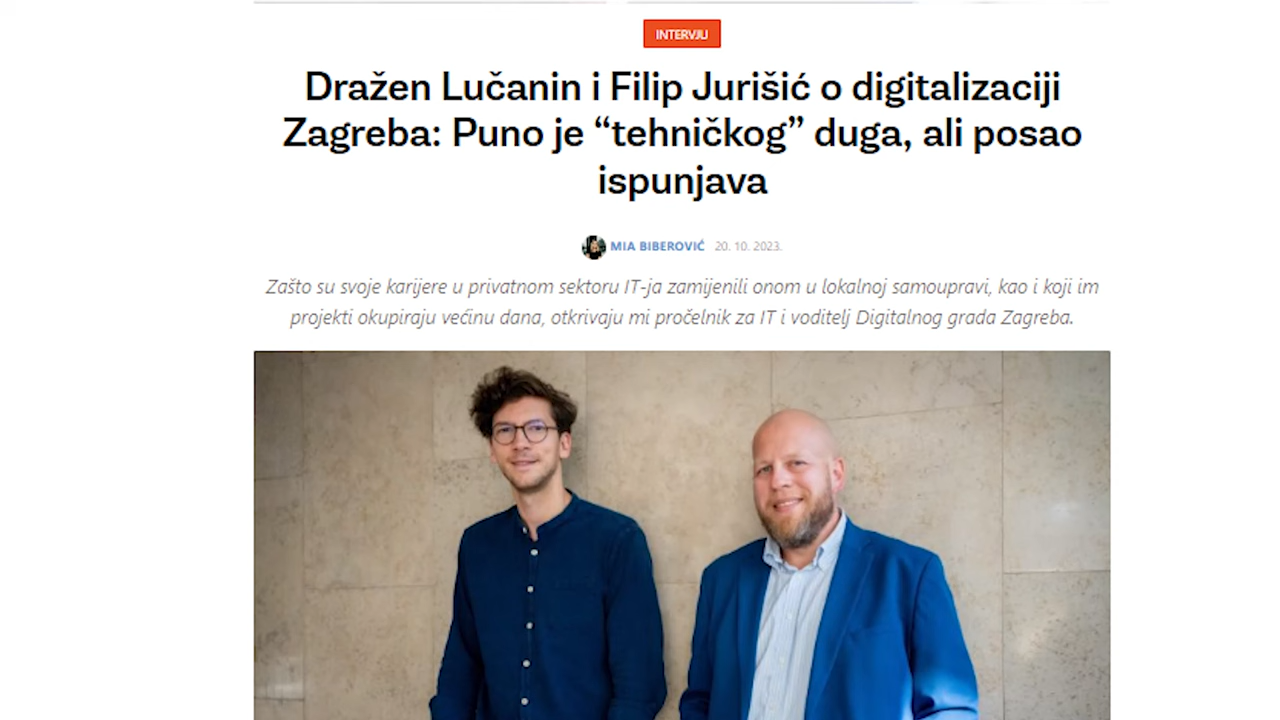 INTERVJU
Dražen Lučanin i Filip Jurišić o digitalizaciji
Zagreba: Puno je “tehničkog” duga, ali posao
ispunjava
MIA BIBEROVIĆ 20. 10. 2023.
Zašto su svoje karijere u privatnom sektoru IT-ja zamijenili onom u lokalnoj samoupravi, kao i koji im
projekti okupiraju većinu dana, otkrivaju mi pročelnik za IT i voditelj Digitalnog grada Zagreba.